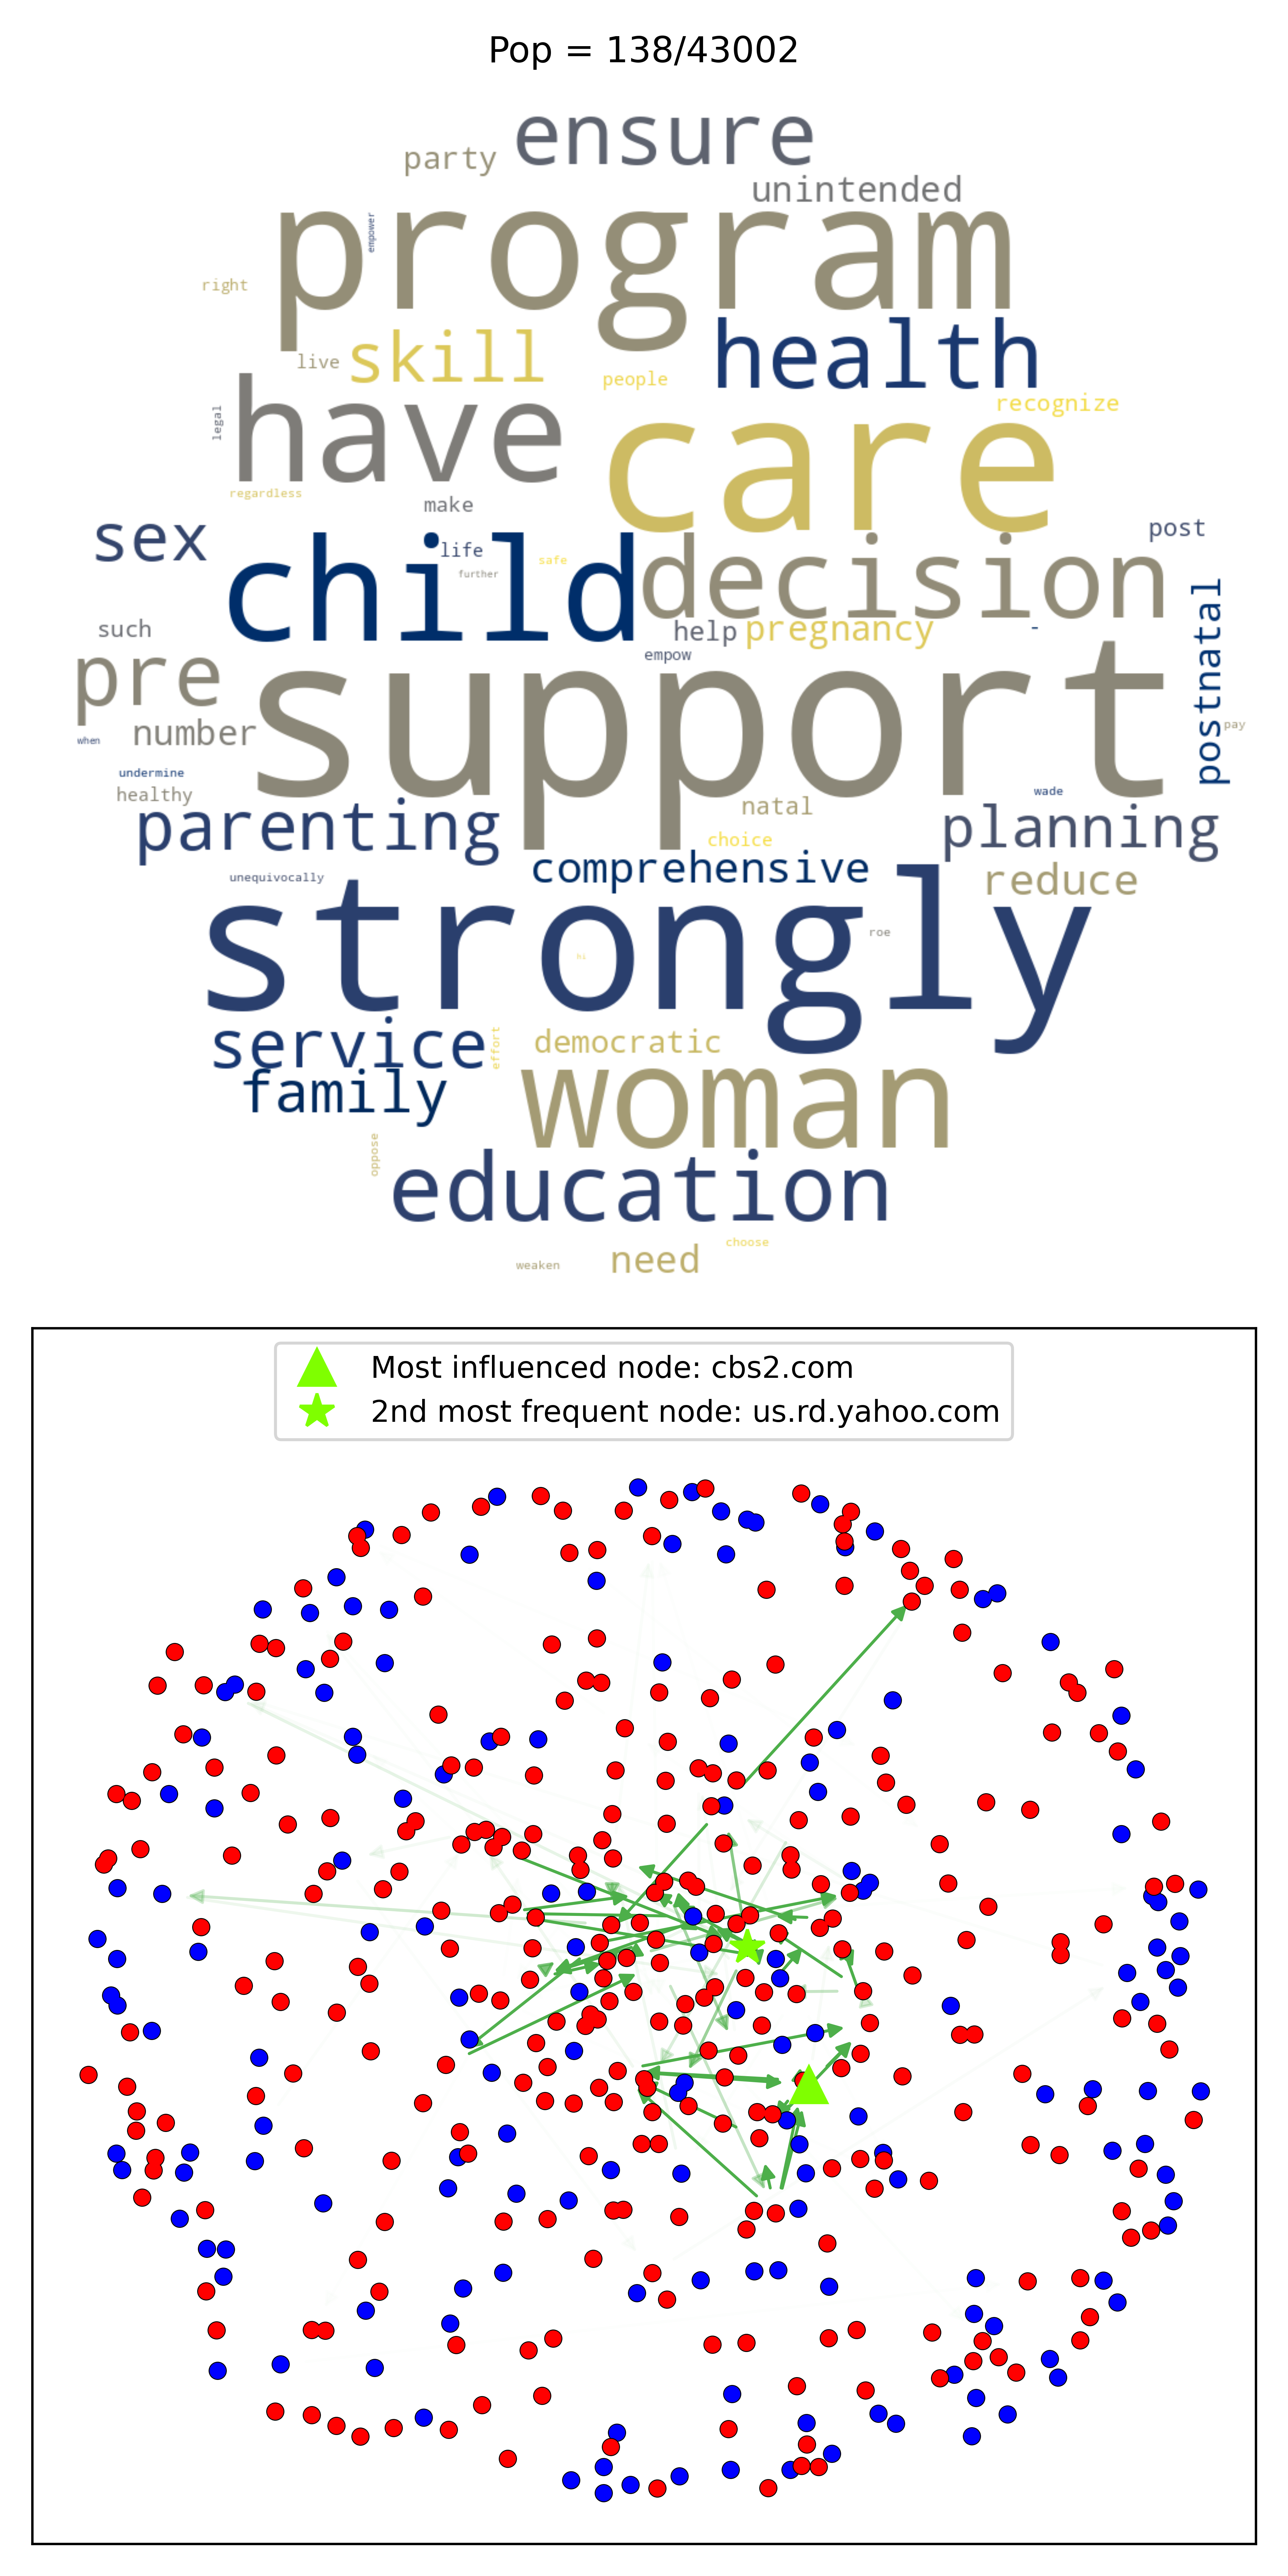 Pop = 138/43002
ensure
party
unintended
program
empower
right
skill
health
live
people
have
care
recognize
legal
regardless
make
sex
post
child
life
safe
further
decision
such
help
pregnancy
-
empow
postnatal
pre
support
number
pay
when
undermine
healthy
wade
natal
parenting
planning
choice
comprehensive
reduce
unequivocally
strongly
roe
hi
service
effort
democratic
family
woman
oppose
education
choose
need
weaken
Most influenced node: cbs2.com
2nd most frequent node: us.rd.yahoo.com